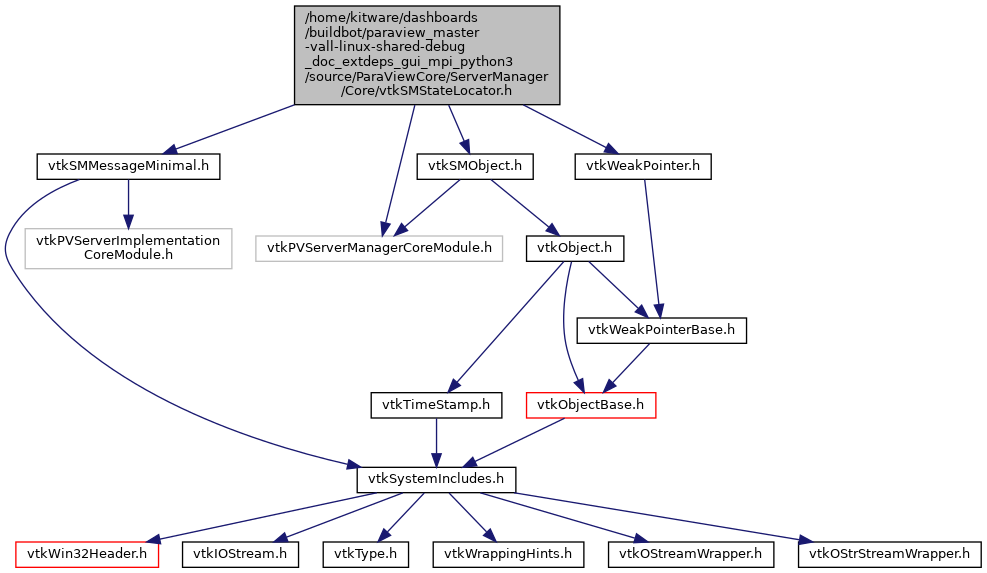 /home/kitware/dashboards
/buildbot/paraview_master
-vall-linux-shared-debug
_doc_extdeps_gui_mpi_python3
/source/ParaViewCore/ServerManager
/Core/vtkSMStateLocator.h
vtkSMMessageMinimal.h
vtkSMObject.h
vtkWeakPointer.h
vtkPVServerImplementation
CoreModule.h
vtkPVServerManagerCoreModule.h
vtkObject.h
vtkWeakPointerBase.h
vtkTimeStamp.h
vtkObjectBase.h
vtkSystemIncludes.h
vtkWin32Header.h
vtkIOStream.h
vtkType.h
vtkWrappingHints.h
vtkOStreamWrapper.h
vtkOStrStreamWrapper.h